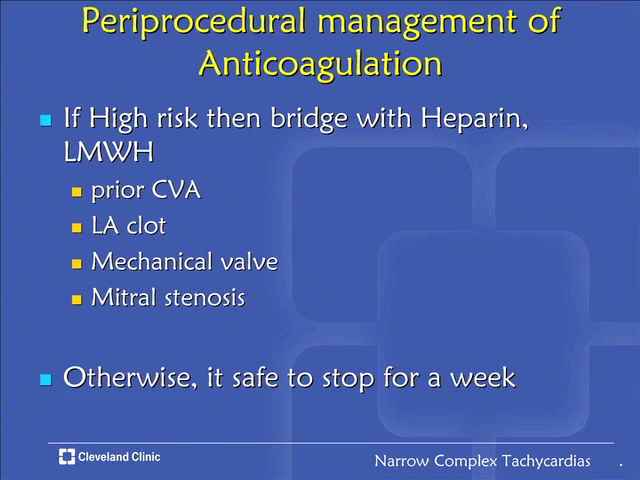 Periprocedural management of
Anticoagulation
If High risk then bridge with Heparin,
LMWH
prior CVA
LA clot
Mechanical valve
Mitral stenosis
Otherwise, it safe to stop for a week
Cleveland Clinic
Narrow Complex Tachycardias .